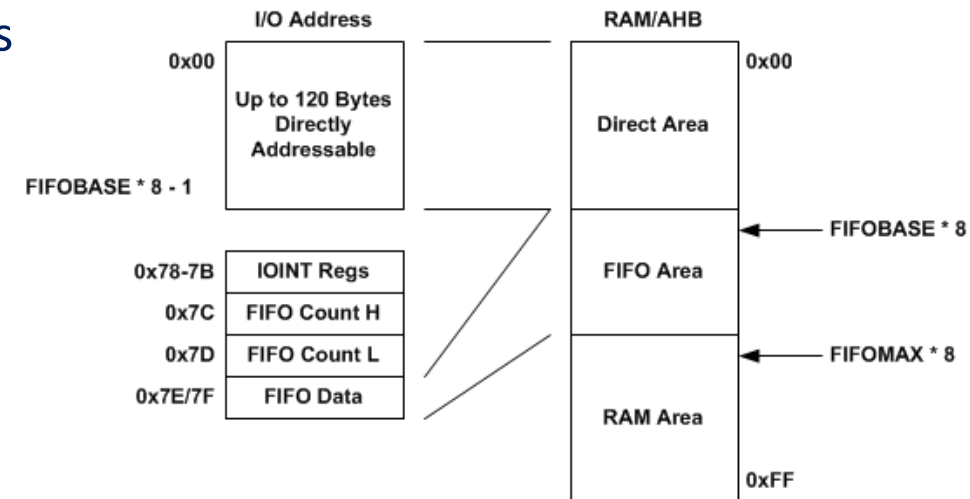 s
I/O Address
RAM/AHB
0x00
Up to 120 Bytes
Directly
Addressable
FIFOBASE * 8 - 1
0x78-7B
IOINT Regs
0x7C
FIFO Count H
0x7D
FIFO Count L
0x7E/7F
FIFO Data
0x00
Direct Area
FIFOBASE * 8
FIFO Area
FIFOMAX * 8
RAM Area
0xFF